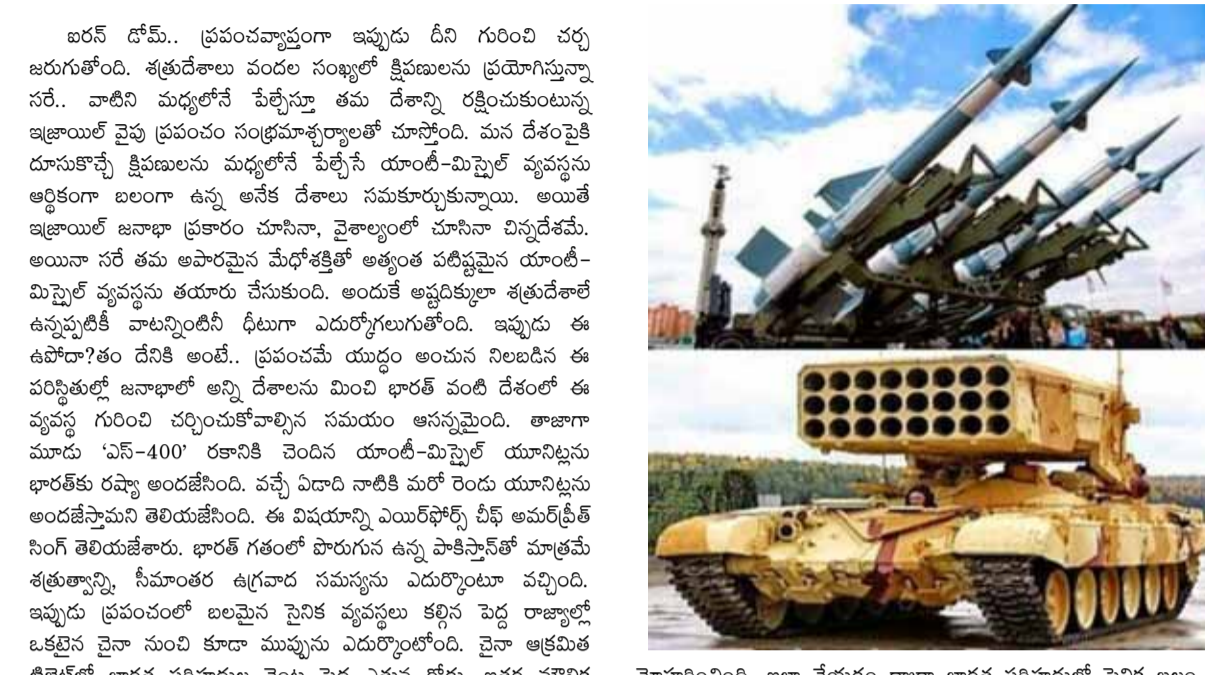 ఐరన్ డోమ్.. ప్రపంచవ్యాప్తంగా ఇప్పుడు దీని గురించి చర్చ
జరుగుతోంది. శత్రుదేశాలు వందల సంఖ్యలో క్షిపణులను ప్రయోగిస్తున్నా
సరే.. వాటిని మధ్యలోనే పేల్చేస్తూ తమ దేశాన్ని రక్షించుకుంటున్న
ఇజ్రాయిల్ వైపు ప్రపంచం సంభ్రమాశ్చర్యాలతో చూస్తోంది. మన దేశంపైకి
దూసుకొచ్చే క్షిపణులను మధ్యలోనే పేల్చేసే యాంటీ-మిస్సైల్ వ్యవస్థను
ఆర్థికంగా బలంగా ఉన్న అనేక దేశాలు సమకూర్చుకున్నాయి. అయితే
ఇజ్రాయిల్ జనాభా ప్రకారం చూసినా, వైశాల్యంలో చూసినా చిన్నదేశమే.
అయినా సరే తమ అపారమైన మేధోశక్తితో అత్యంత పటిష్టమైన యాంటీ-
మిస్సైల్ వ్యవస్థను తయారు చేసుకుంది. అందుకే అష్టదిక్కులా శత్రుదేశాలే
ఉన్నప్పటికీ వాటన్నింటినీ ధీటుగా ఎదుర్కోగలుగుతోంది. ఇప్పుడు ఈ
ఉపోదా?తం దేనికి అంటే.. ప్రపంచమే యుద్ధం అంచున నిలబడిన ఈ
పరిస్థితుల్లో జనాభాలో అన్ని దేశాలను మించి భారత్ వంటి దేశంలో ఈ
వ్యవస్థ గురించి చర్చించుకోవాల్సిన సమయం ఆసన్నమైంది. తాజాగా
మూడు ‘ఎస్-400’ రకానికి చెందిన యాంటీ-మిస్సైల్ యూనిట్లను
భారత్‌కు రష్యా అందజేసింది. వచ్చే ఏడాది నాటికి మరో రెండు యూనిట్లను
అందజేస్తామని తెలియజేసింది. ఈ విషయాన్ని ఎయిర్‌ఫోర్స్ చీఫ్ అమర్‌ప్రీత్
సింగ్ తెలియజేశారు. భారత్ గతంలో పొరుగున ఉన్న పాకిస్తాన్‌తో మాత్రమే
శత్రుత్వాన్ని, సీమాంతర ఉగ్రవాద సమస్యను ఎదుర్కొంటూ వచ్చింది.
ఇప్పుడు ప్రపంచంలో బలమైన సైనిక వ్యవస్థలు కల్గిన పెద్ద రాజ్యాల్లో
ఒకటైన చైనా నుంచి కూడా ముప్పును ఎదుర్కొంటోంది. చైనా ఆక్రమిత